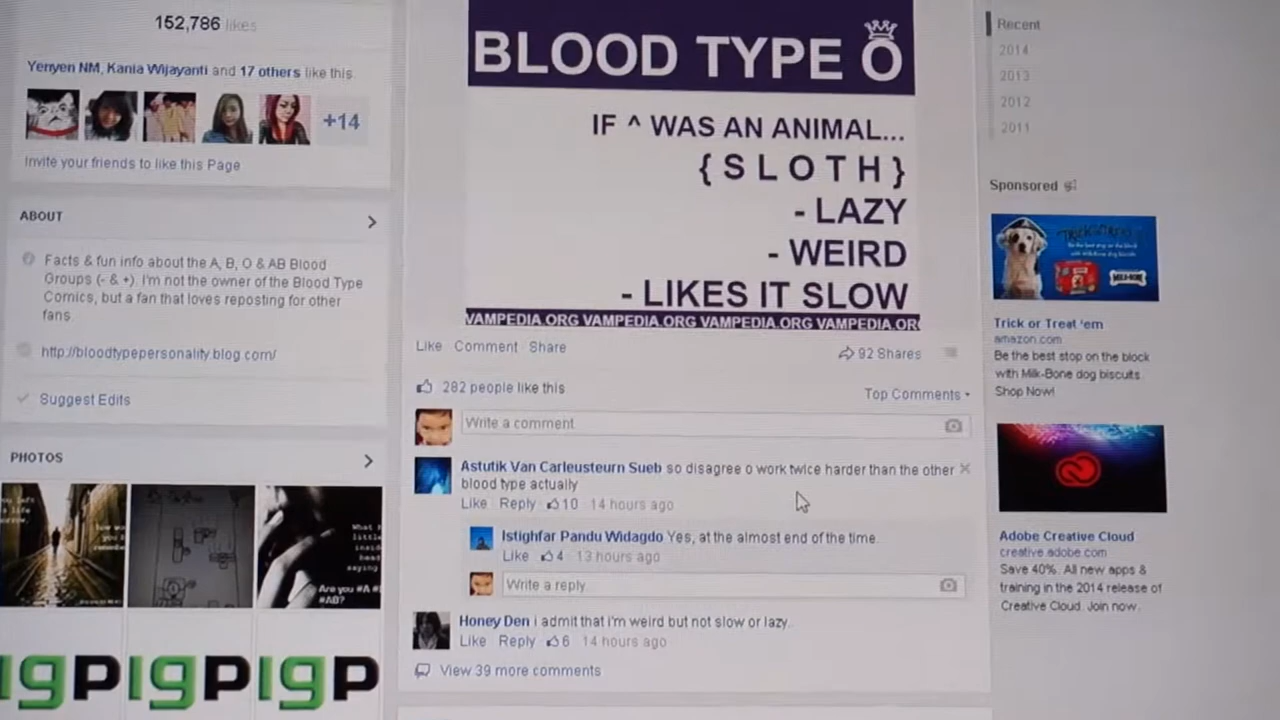 152,786 likes
Yenyen NM, Kania Wijayanti and 17 others like this.
+14
Invite your friends to like this Page
ABOUT
Facts & fun info about the A, B, O & AB Blood
Groups (- & +). I'm not the owner of the Blood Type
Comics, but a fan that loves reposting for other
fans.
http://bloodtypepersonality.blog.com/
Suggest Edits
PHOTOS
Are you #A #
#AB?
igPigPigP
BLOOD TYPE O
IF ^ WAS AN ANIMAL...
{ S L O T H }
- LAZY
- WEIRD
- LIKES IT SLOW
VAMPEDIA.ORG VAMPEDIA.ORG VAMPEDIA.ORG VAMPEDIA.OR
Like Comment Share
92 Shares
282 people like this
Top Comments
Write a comment
Astutik Van Carleusteurn Sueb so disagree o work twice harder than the other
blood type actually
Like Reply 10 14 hours ago
Istighfar Pandu Widagdo Yes, at the almost end of the time.
Like 4 13 hours ago
Write a reply
Honey Den i admit that i'm weird but not slow or lazy.
Like Reply 6 14 hours ago
View 39 more comments
Recent
2014
2013
2012
2011
Sponsored
MILK-BONE
Trick or Treat 'em
amazon.com
Be the best stop on the block
with Milk-Bone dog biscuits.
Shop Now!
Adobe Creative Cloud
creative.adobe.com
Save 40%. All new apps &
training in the 2014 release of
Creative Cloud. Join now.